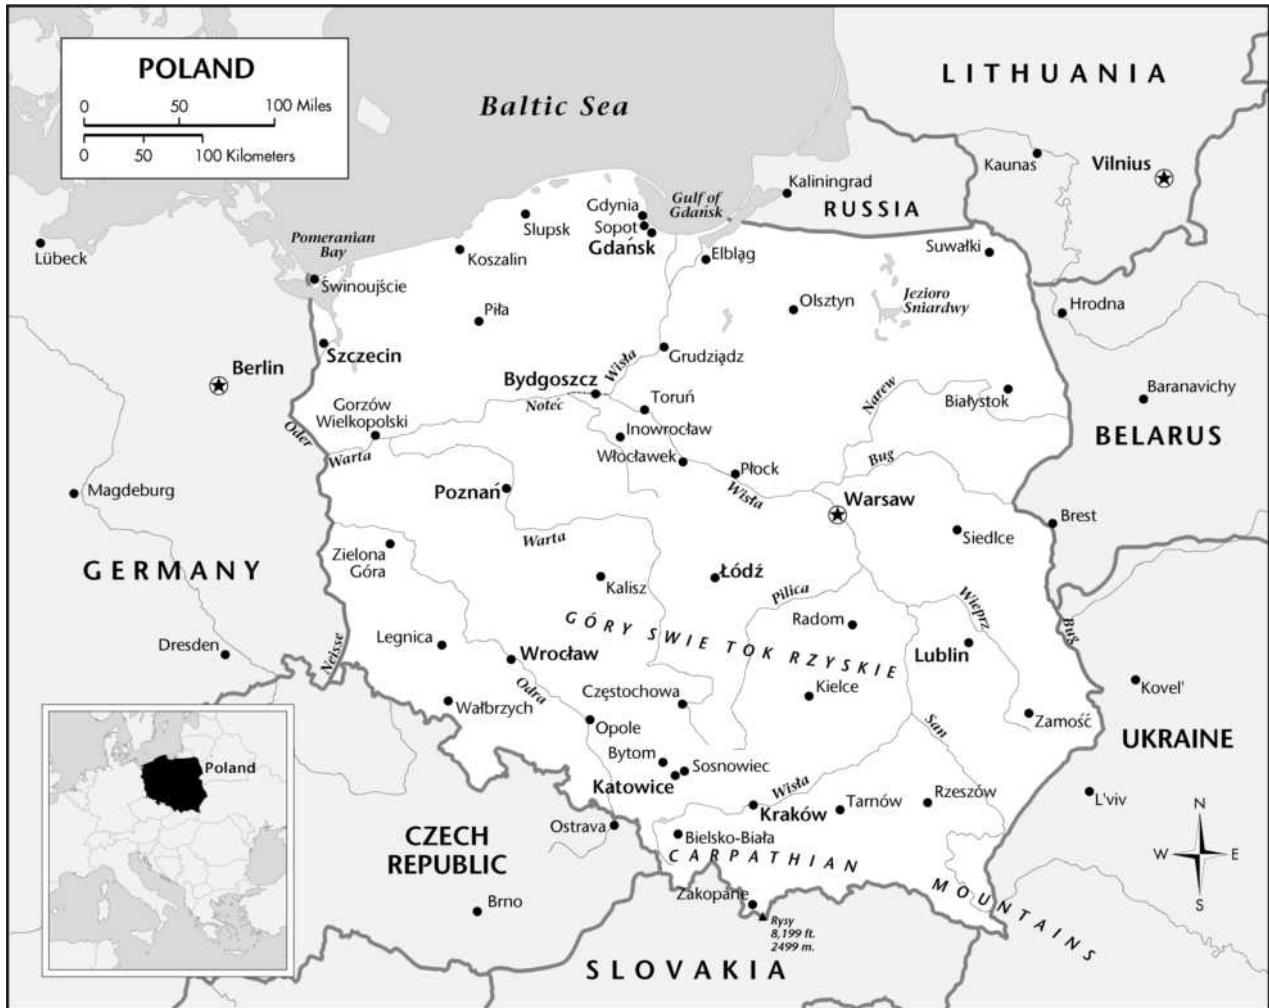 POLAND
0 50 100 Miles
0 50 100 Kilometers
Baltic Sea
LITHUANIA
Kaunas
Vilnius
Kaliningrad
RUSSIA
Gulf of
Gdańsk
Gdynia
Sopot
Gdańsk
Slupsk
Koszalin
Pomeranian
Bay
Lübeck
Świnoujście
Elbląg
Suwałki
Hrodna
Piła
Olsztyn
Jezioro
Sniardwy
Szczecin
Grudziądz
Berlin
Bydgoszcz
Wisła
Noteć
Toruń
Narew
Białystok
Baranavichy
Gorzów
Wielkopolski
Oder
Warta
Inowrocław
BELARUS
Włocławek
Płock
Bug
Wisła
Magdeburg
Poznań
Warsaw
Brest
Siedlce
Warta
Zielona
Góra
GERMANY
Kalisz
Łódź
Pilica
Wieprz
Radom
Bug
GÓRY SWIE TOK RZYSKIE
Legnica
Dresden
Neisse
Wrocław
Lublin
Odra
Częstochowa
Kielce
Kovel'
Wałbrzych
Opole
Zamość
San
UKRAINE
Bytom
Sosnowiec
Katowice
Wisła
Kraków
Tarnów
Rzeszów
L'viv
Poland
Ostrava
CZECH
REPUBLIC
Bielsko-Biała
CARPATHIAN
MOUNTAINS
Zakopane
Rysy
8,199 ft.
2499 m.
Brno
SLOVAKIA
N
W E
S